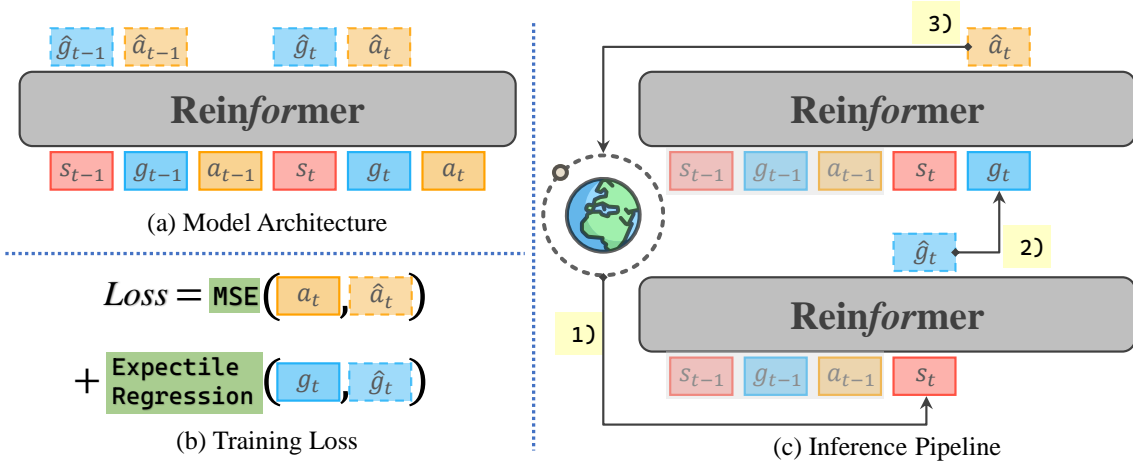 ĝₜ₋₁ âₜ₋₁ ĝₜ âₜ
Reinformer
sₜ₋₁ gₜ₋₁ aₜ₋₁ sₜ gₜ aₜ
(a) Model Architecture
Loss = MSE(aₜ, âₜ)
+ Expectile
Regression(gₜ, ĝₜ)
(b) Training Loss
3) âₜ
Reinformer
sₜ₋₁ gₜ₋₁ aₜ₋₁ sₜ gₜ
ĝₜ 2)
Reinformer
1)
sₜ₋₁ gₜ₋₁ aₜ₋₁ sₜ
(c) Inference Pipeline